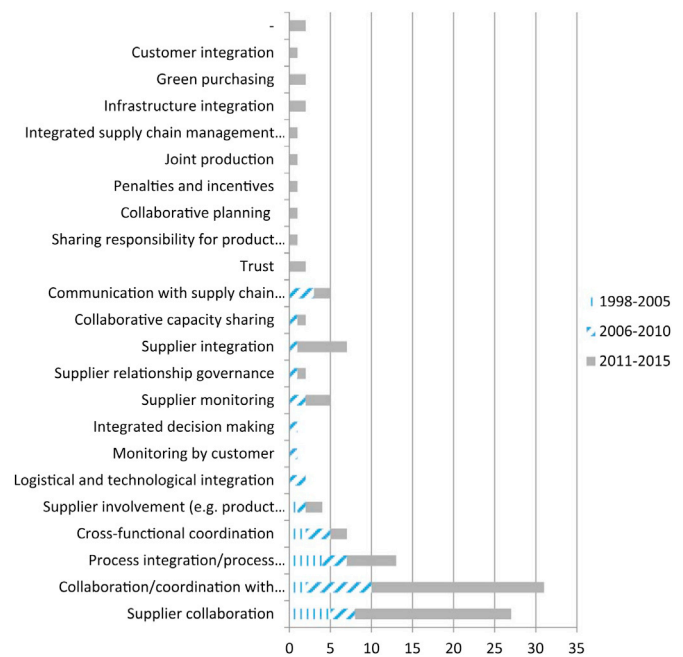 -
Customer integration
Green purchasing
Infrastructure integration
Integrated supply chain management...
Joint production
Penalties and incentives
Collaborative planning
Sharing responsibility for product...
Trust
Communication with supply chain...
Collaborative capacity sharing
Supplier integration
Supplier relationship governance
Supplier monitoring
Integrated decision making
Monitoring by customer
Logistical and technological integration
Supplier involvement (e.g. product...
Cross-functional coordination
Process integration/process...
Collaboration/coordination with...
Supplier collaboration
0 5 10 15 20 25 30 35
1998-2005
2006-2010
2011-2015